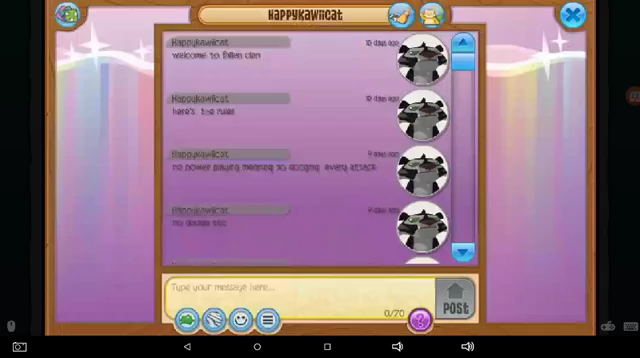 Happykawiicat
Happykawiicat
10 days ago
welcome to fallen clan
Happykawiicat
10 days ago
here's the rules
Happykawiicat
9 days ago
no power playing meaning no dodging every attack
Happykawiicat
9 days ago
Type your message here...
0/70
POST